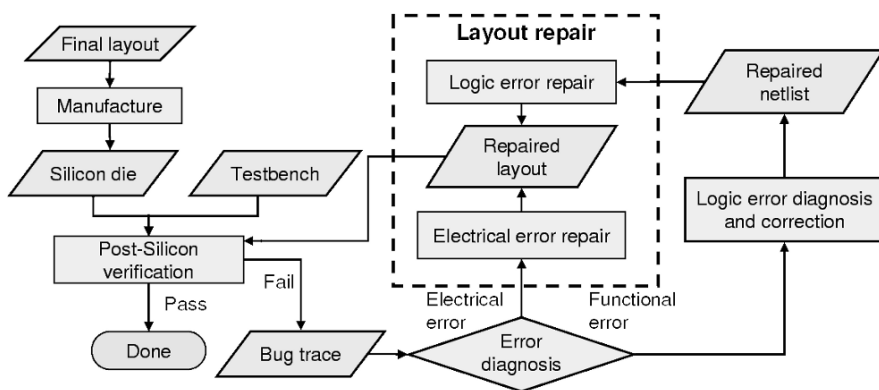 Final layout
Manufacture
Silicon die
Testbench
Post-Silicon
verification
Pass
Fail
Done
Bug trace
Layout repair
Logic error repair
Repaired
layout
Electrical error repair
Electrical
error
Functional
error
Error
diagnosis
Repaired
netlist
Logic error diagnosis
and correction